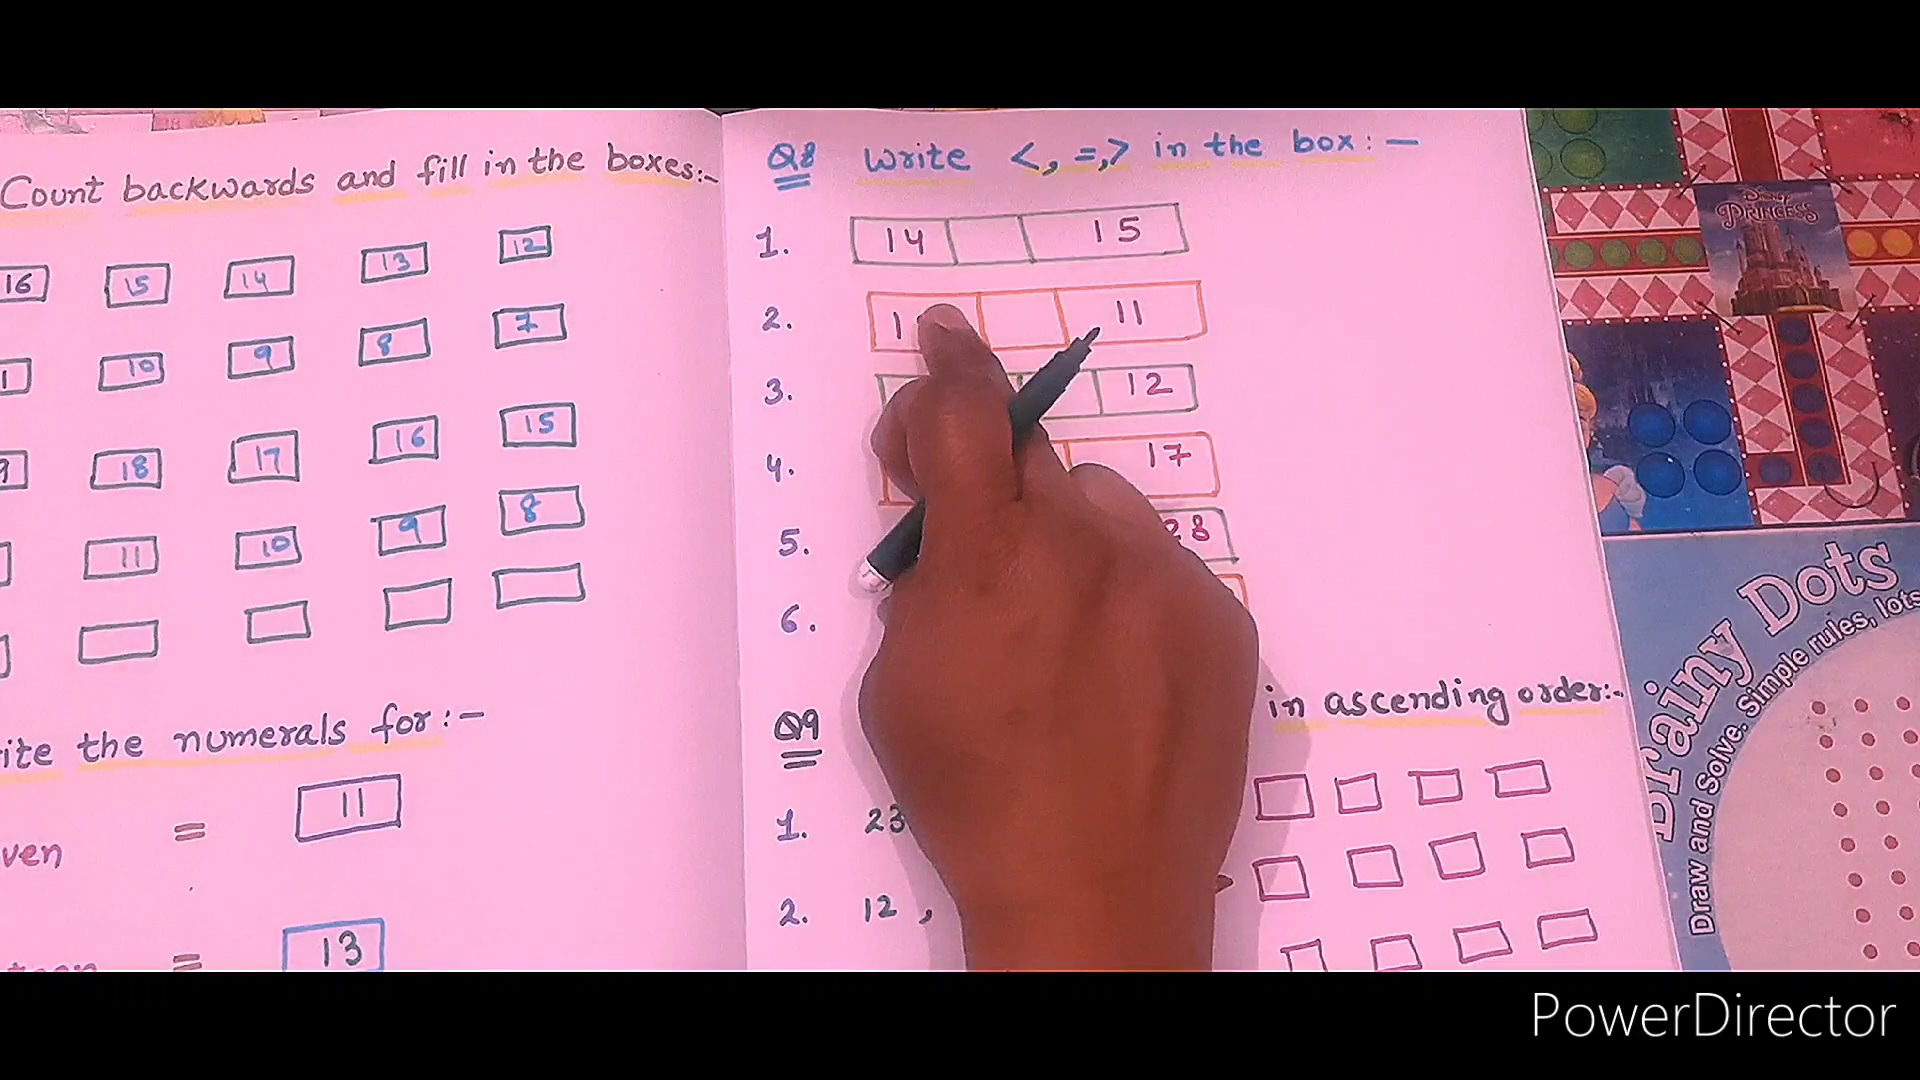 Count backwards and fill in the boxes:-
16 15 14 13 12
10 9 8 7
18 17 16 15
11 10 9 8
the numerals for:-
= 11
= 13
Q8 Write <, =, > in the box:-
1. 14 15
2. 11
3. 12
4. 17
5. 28
6.
Q9 in ascending order:-
1. 23
2. 12,
Disney
PRINCESS
Brainy Dots
Draw and Solve. Simple rules, lots
PowerDirector